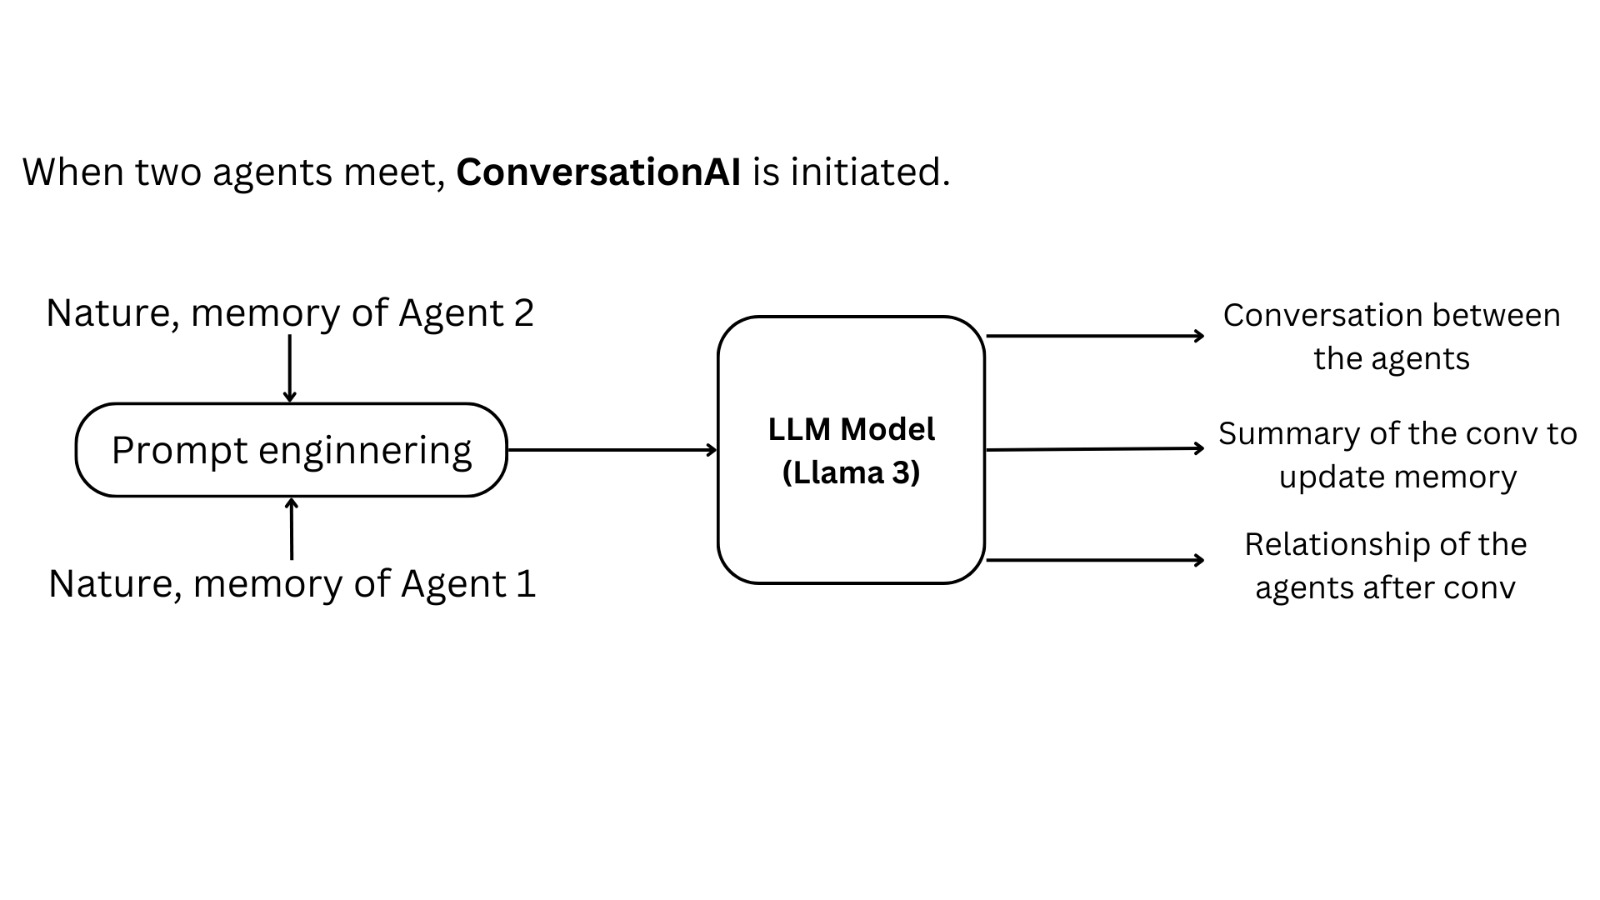 When two agents meet, ConversationAI is initiated.
Nature, memory of Agent 2
Prompt enginnering
Nature, memory of Agent 1
LLM Model
(Llama 3)
Conversation between
the agents
Summary of the conv to
update memory
Relationship of the
agents after conv